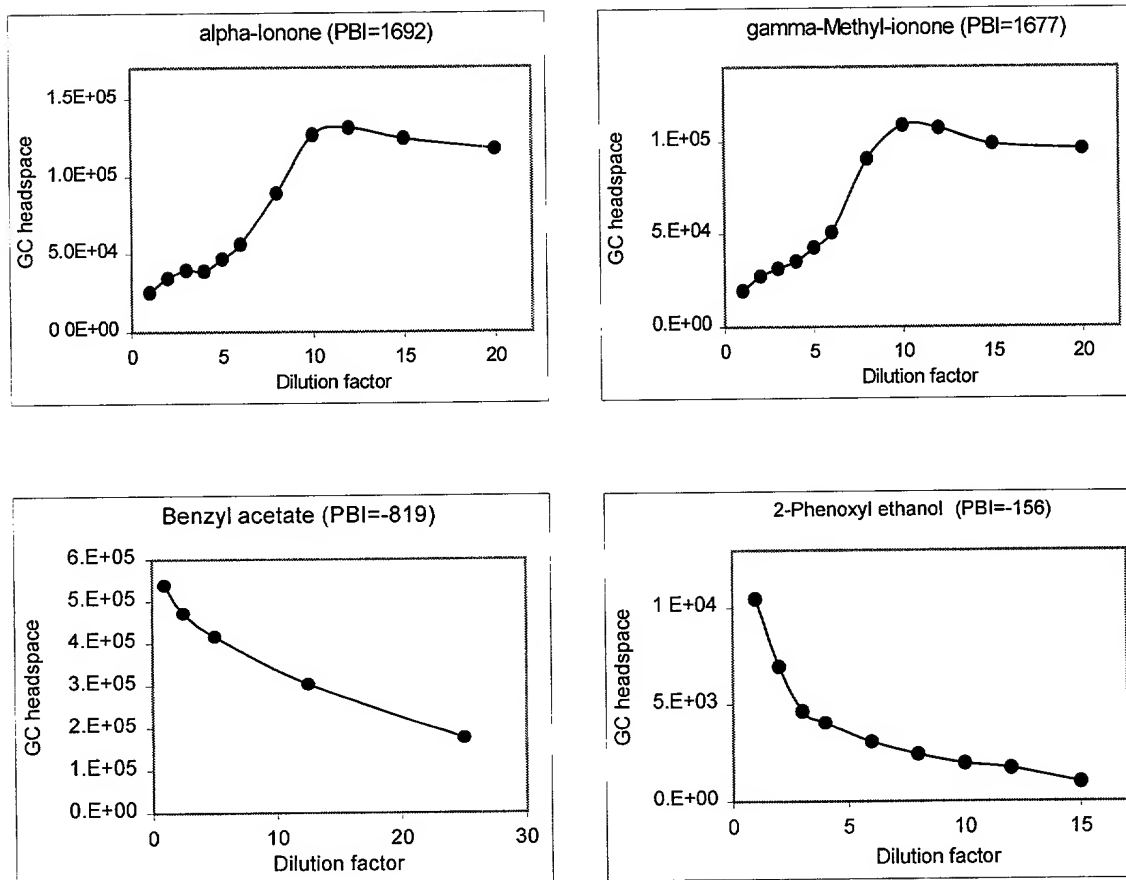 alpha-Ionone (PBI=1692)
GC headspace
1.5E+05
1.0E+05
5.0E+04
0 0E+00
0 5 10 15 20
Dilution factor
gamma-Methyl-ionone (PBI=1677)
GC headspace
1.E+05
5.E+04
0.E+00
0 5 10 15 20
Dilution factor
Benzyl acetate (PBI=-819)
GC headspace
6.E+05
5.E+05
4.E+05
3.E+05
2.E+05
1.E+05
0.E+00
0 10 20 30
Dilution factor
2-Phenoxyl ethanol (PBI=-156)
GC headspace
1 E+04
5.E+03
0.E+00
0 5 10 15
Dilution factor